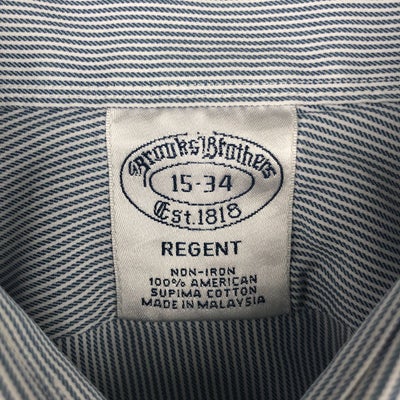 Brooks Brothers
15-34
Est.1818
REGENT
NON-IRON
100% AMERICAN
SUPIMA COTTON
MADE IN MALAYSIA